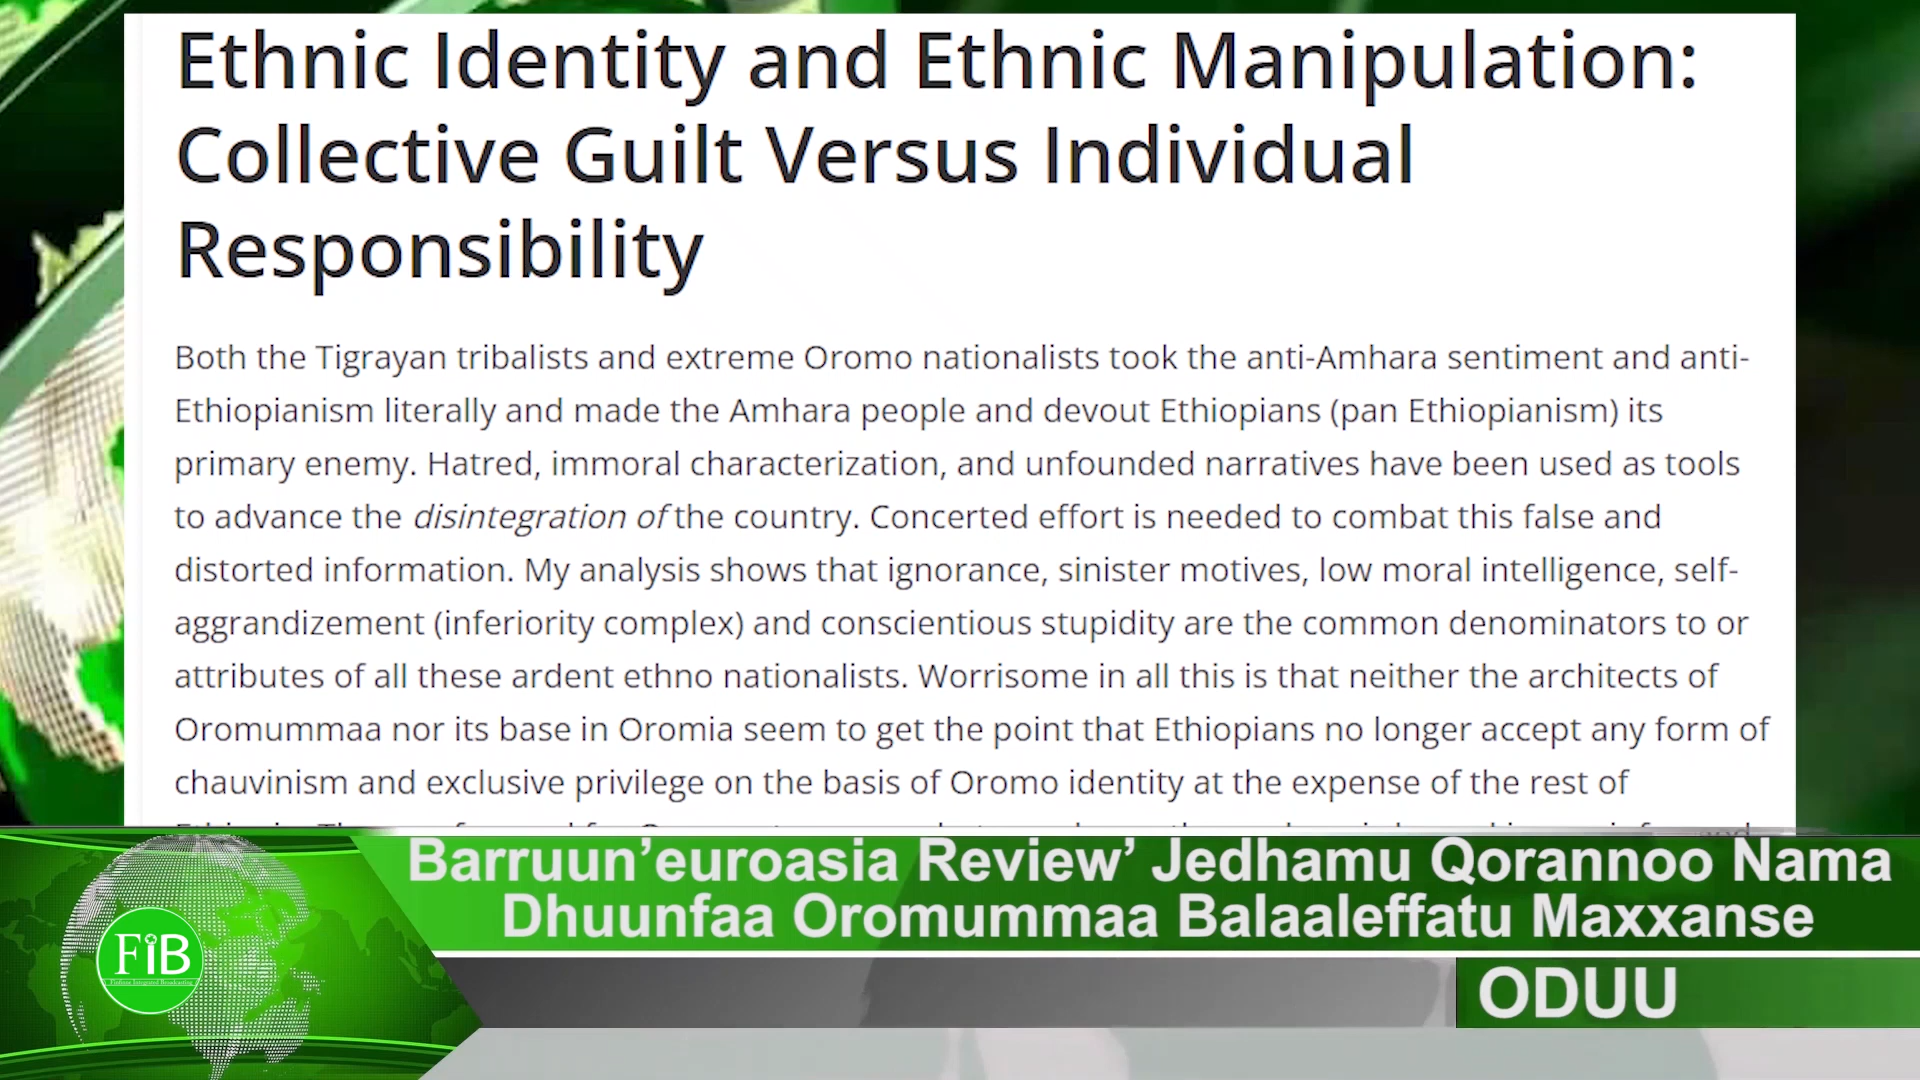 Ethnic Identity and Ethnic Manipulation:
Collective Guilt Versus Individual
Responsibility
Both the Tigrayan tribalists and extreme Oromo nationalists took the anti-Amhara sentiment and anti-
Ethiopianism literally and made the Amhara people and devout Ethiopians (pan Ethiopianism) its
primary enemy. Hatred, immoral characterization, and unfounded narratives have been used as tools
to advance the disintegration of the country. Concerted effort is needed to combat this false and
distorted information. My analysis shows that ignorance, sinister motives, low moral intelligence, self-
aggrandizement (inferiority complex) and conscientious stupidity are the common denominators to or
attributes of all these ardent ethno nationalists. Worrisome in all this is that neither the architects of
Oromummaa nor its base in Oromia seem to get the point that Ethiopians no longer accept any form of
chauvinism and exclusive privilege on the basis of Oromo identity at the expense of the rest of
Barruun'euroasia Review' Jedhamu Qorannoo Nama
Dhuunfaa Oromummaa Balaaleffatu Maxxanse
FiB
Finfinne Integrated Broadcasting
ODUU